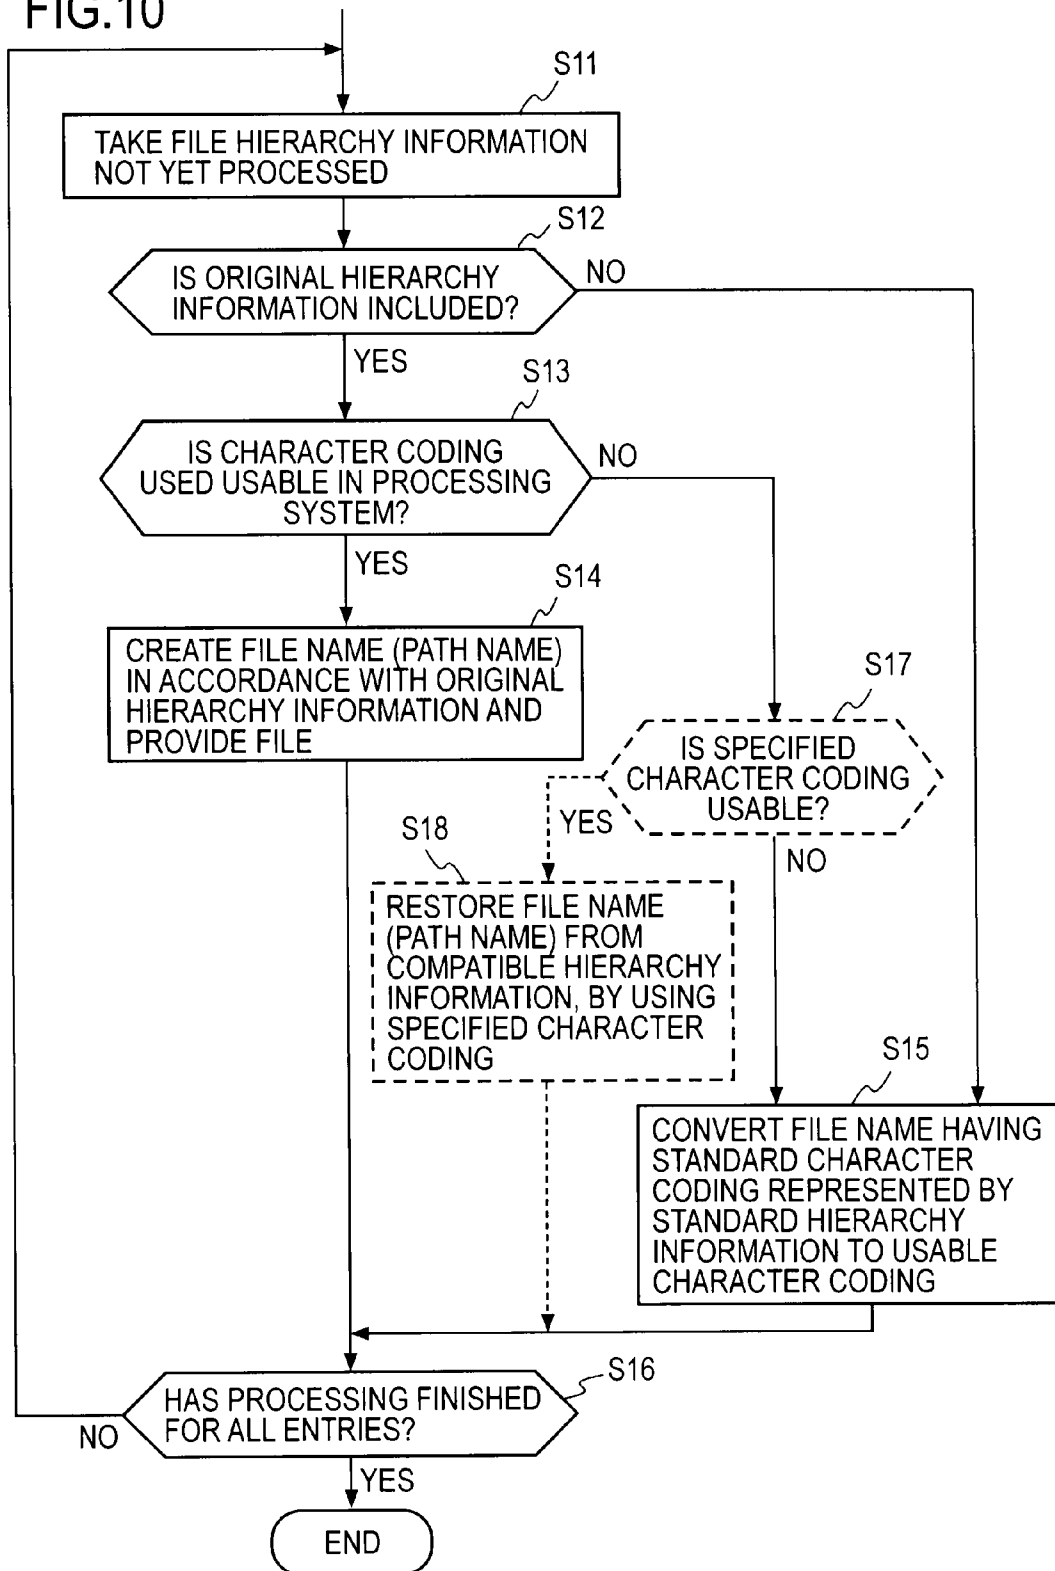 FIG.10
S11
TAKE FILE HIERARCHY INFORMATION
NOT YET PROCESSED
S12
IS ORIGINAL HIERARCHY
INFORMATION INCLUDED?
NO
YES
S13
IS CHARACTER CODING
USED USABLE IN PROCESSING
SYSTEM?
NO
YES
S14
CREATE FILE NAME (PATH NAME)
IN ACCORDANCE WITH ORIGINAL
HIERARCHY INFORMATION AND
PROVIDE FILE
S17
IS SPECIFIED
CHARACTER CODING
USABLE?
YES
NO
S18
RESTORE FILE NAME
(PATH NAME) FROM
COMPATIBLE HIERARCHY
INFORMATION, BY USING
SPECIFIED CHARACTER
CODING
S15
CONVERT FILE NAME HAVING
STANDARD CHARACTER
CODING REPRESENTED BY
STANDARD HIERARCHY
INFORMATION TO USABLE
CHARACTER CODING
S16
HAS PROCESSING FINISHED
FOR ALL ENTRIES?
NO
YES
END